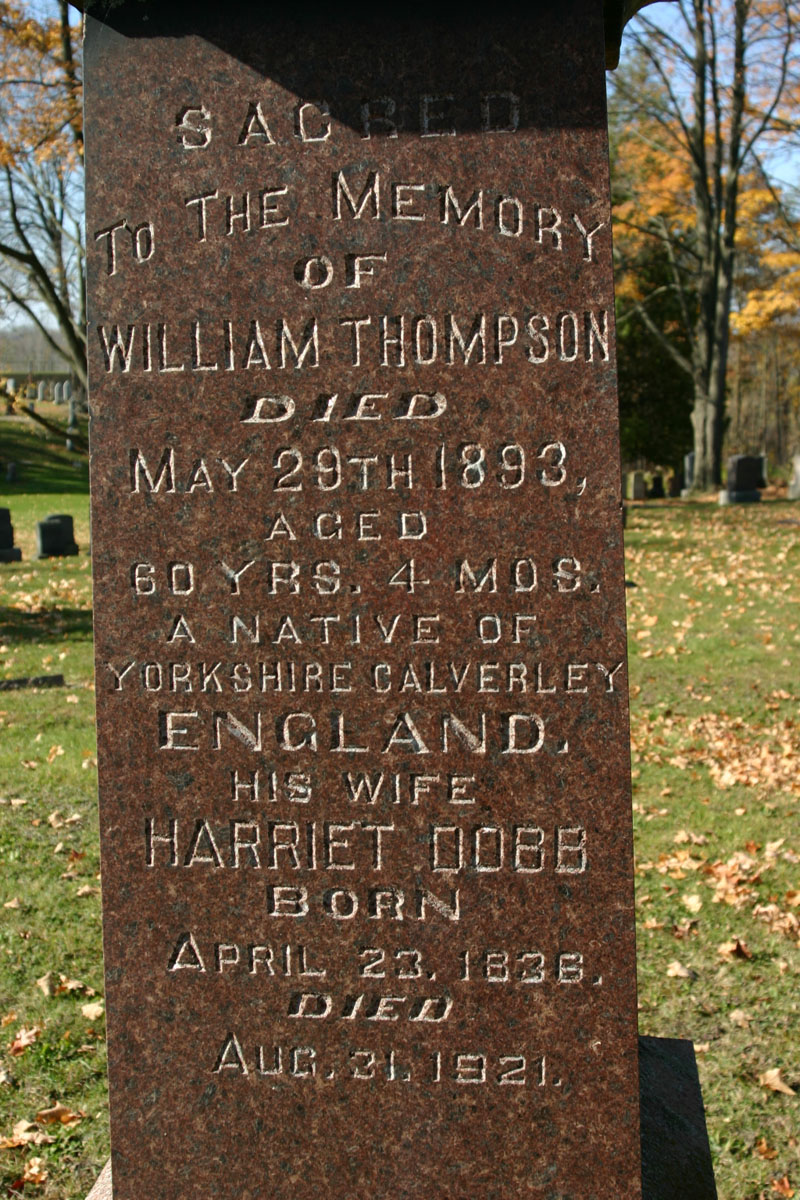 SACRED
TO THE MEMORY
OF
WILLIAM THOMPSON
DIED
MAY 29TH 1893,
AGED
60 YRS. 4 MOS.
A NATIVE OF
YORKSHIRE CALVERLEY
ENGLAND.
HIS WIFE
HARRIET DOBB
BORN
APRIL 23, 1836.
DIED
AUG. 31. 1921.